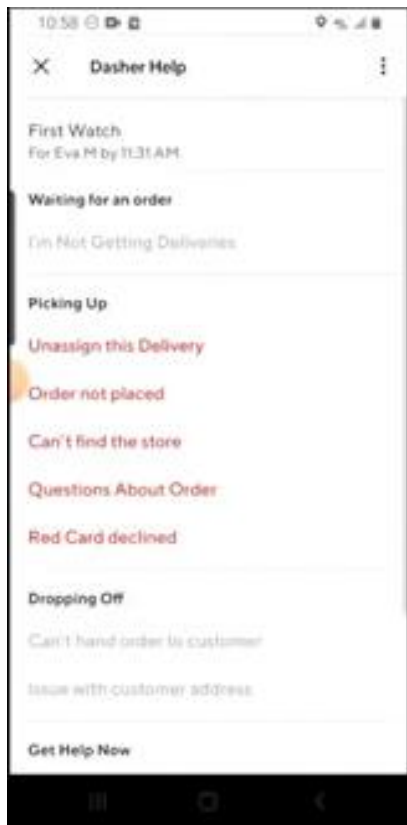 10:58
Dasher Help
First Watch
For Eva M by 11:31 AM
Waiting for an order
I'm Not Getting Deliveries
Picking Up
Unassign this Delivery
Order not placed
Can't find the store
Questions About Order
Red Card declined
Dropping Off
Can't hand order to customer
Issue with customer address
Get Help Now